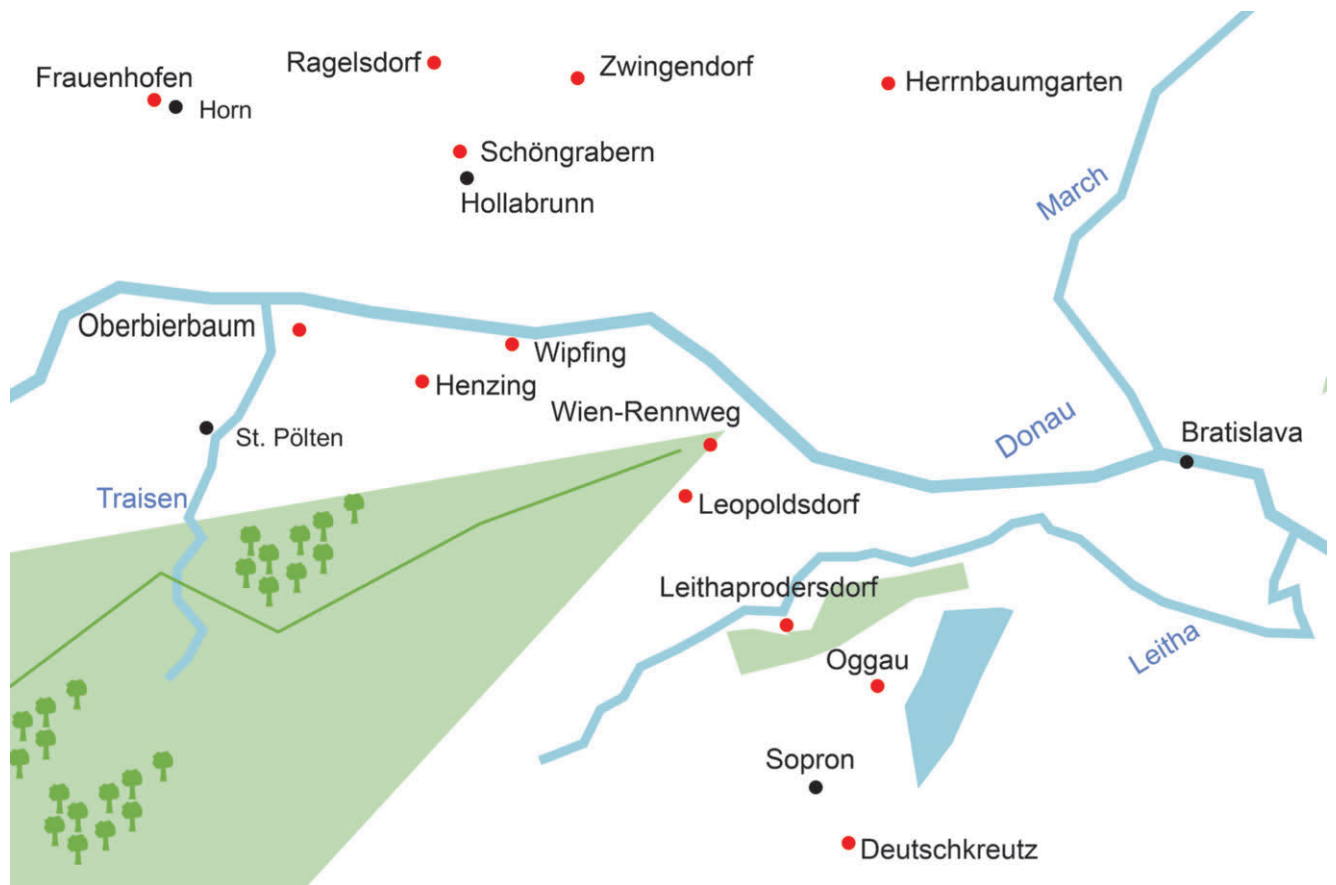 Ragelsdorf
Zwingendorf
Frauenhofen
Herrnbaumgarten
Horn
Schöngrabern
March
Hollabrunn
Oberbierbaum
Wipfing
Henzing
Wien-Rennweg
Donau
St. Pölten
Bratislava
Traisen
Leopoldsdorf
Leithaprodersdorf
Leitha
Oggau
Sopron
Deutschkreutz